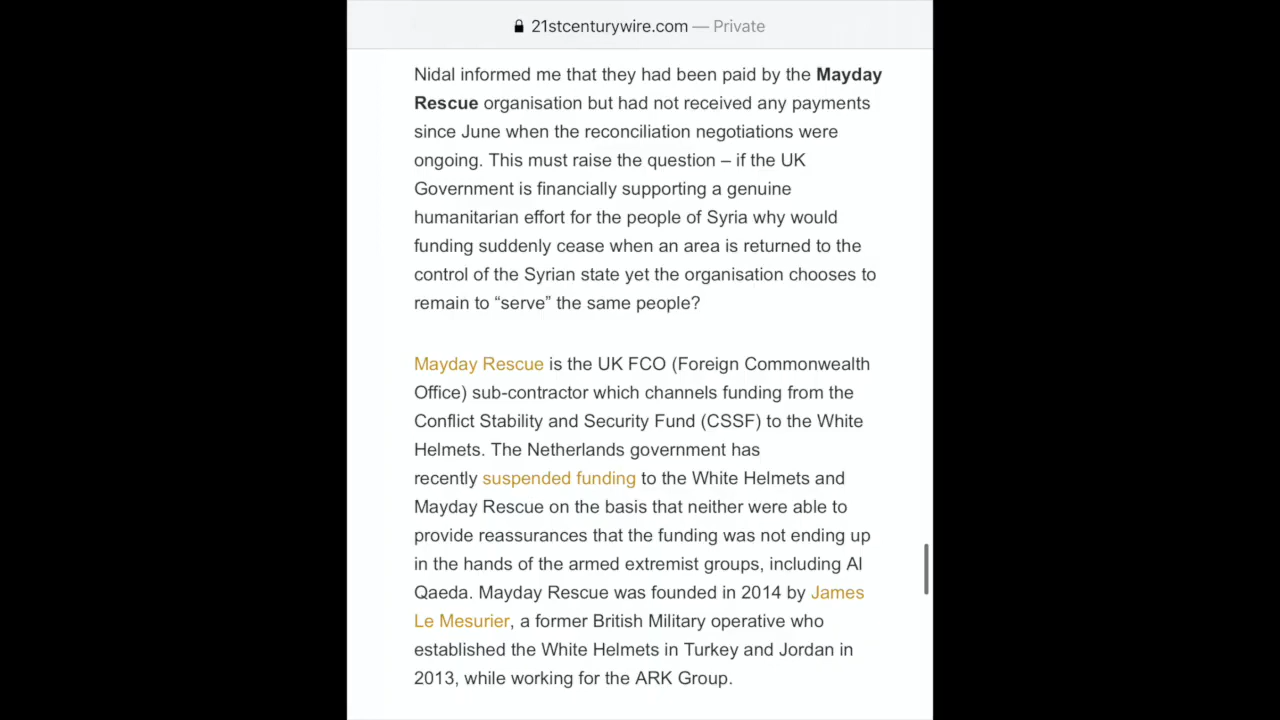 21stcenturywire.com — Private
Nidal informed me that they had been paid by the Mayday
Rescue organisation but had not received any payments
since June when the reconciliation negotiations were
ongoing. This must raise the question – if the UK
Government is financially supporting a genuine
humanitarian effort for the people of Syria why would
funding suddenly cease when an area is returned to the
control of the Syrian state yet the organisation chooses to
remain to “serve” the same people?
Mayday Rescue is the UK FCO (Foreign Commonwealth
Office) sub-contractor which channels funding from the
Conflict Stability and Security Fund (CSSF) to the White
Helmets. The Netherlands government has
recently suspended funding to the White Helmets and
Mayday Rescue on the basis that neither were able to
provide reassurances that the funding was not ending up
in the hands of the armed extremist groups, including Al
Qaeda. Mayday Rescue was founded in 2014 by James
Le Mesurier, a former British Military operative who
established the White Helmets in Turkey and Jordan in
2013, while working for the ARK Group.